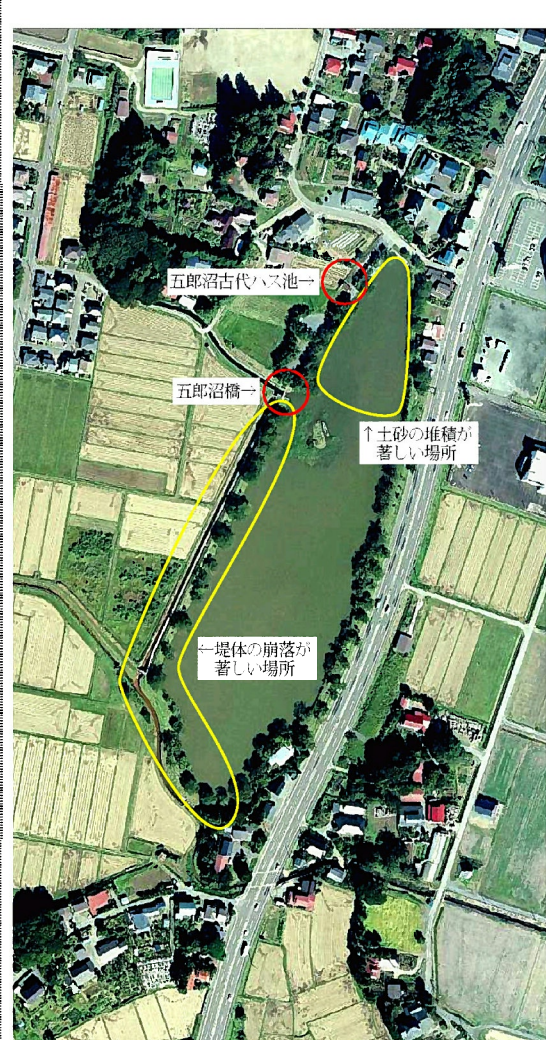 五郎沼古代ハス池→
五郎沼橋→
↑土砂の堆積が
著しい場所
←堤体の崩落が
著しい場所